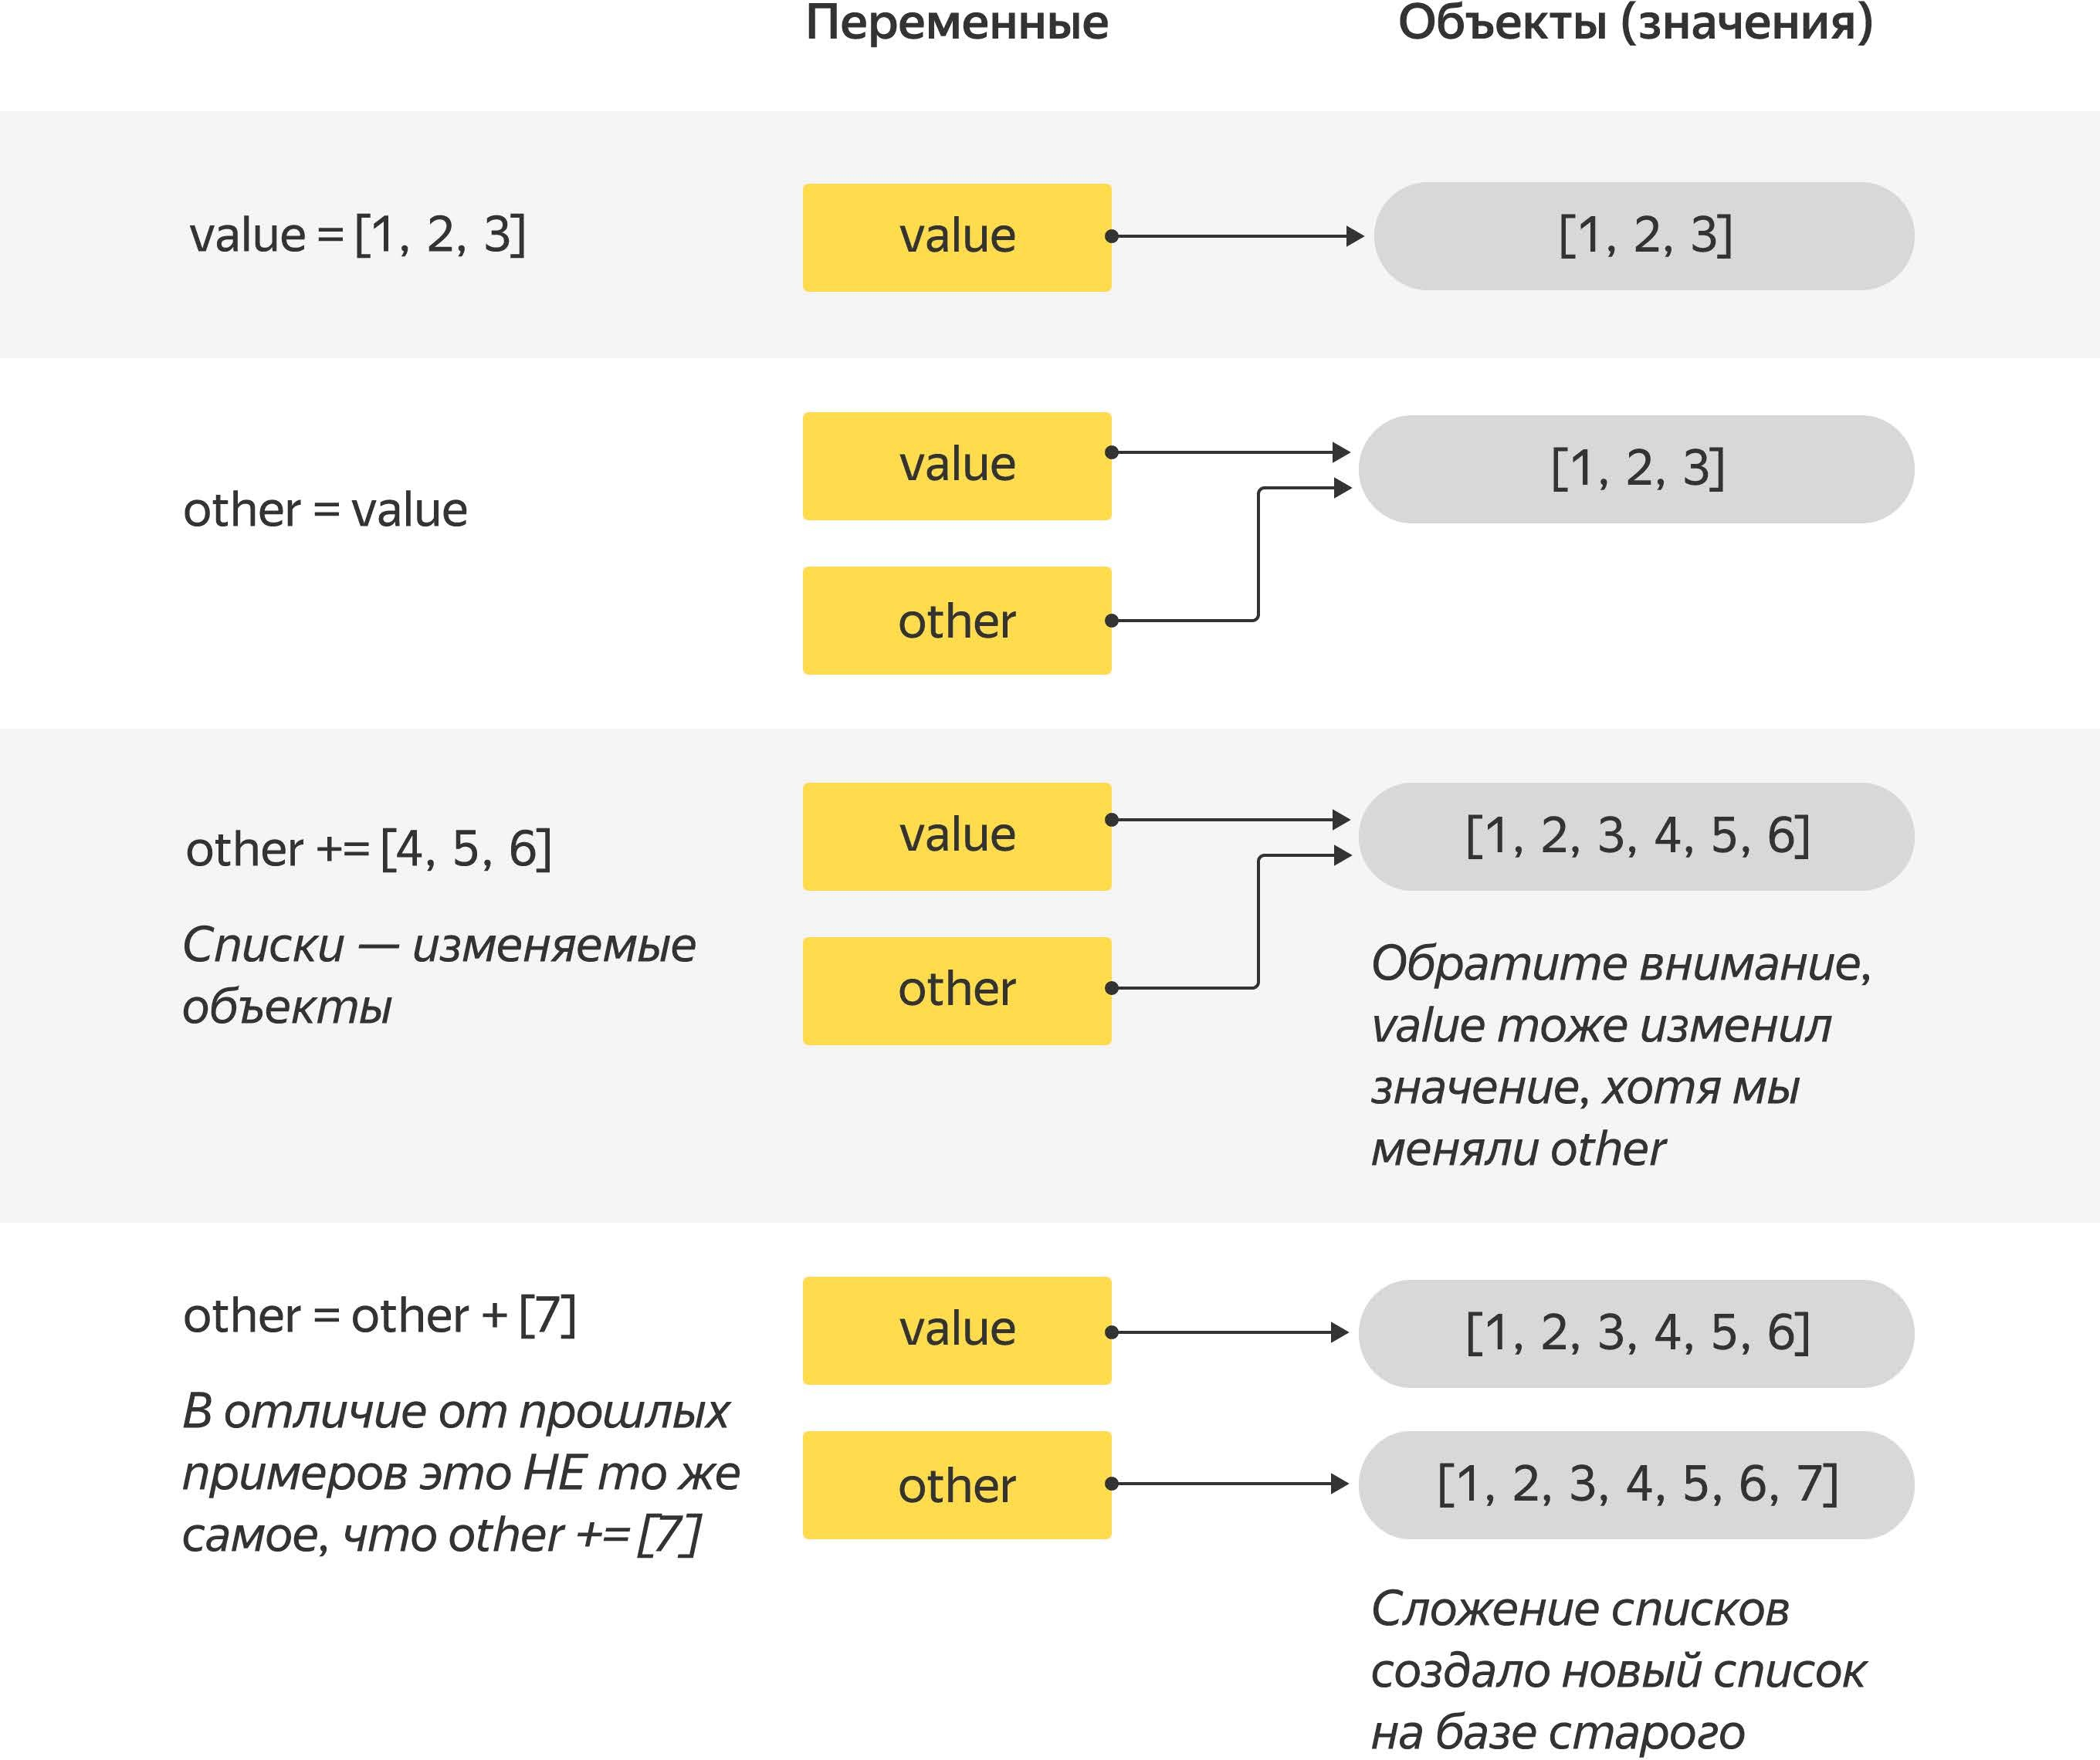 Переменные
Объекты (значения)
value = [1, 2, 3]
value
[1, 2, 3]
other = value
value
[1, 2, 3]
other
other += [4, 5, 6]
Списки — изменяемые
объекты
value
[1, 2, 3, 4, 5, 6]
other
Обратите внимание,
value тоже изменил
значение, хотя мы
меняли other
other = other + [7]
В отличие от прошлых
примеров это НЕ то же
самое, что other += [7]
value
[1, 2, 3, 4, 5, 6]
other
[1, 2, 3, 4, 5, 6, 7]
Сложение списков
создало новый список
на базе старого